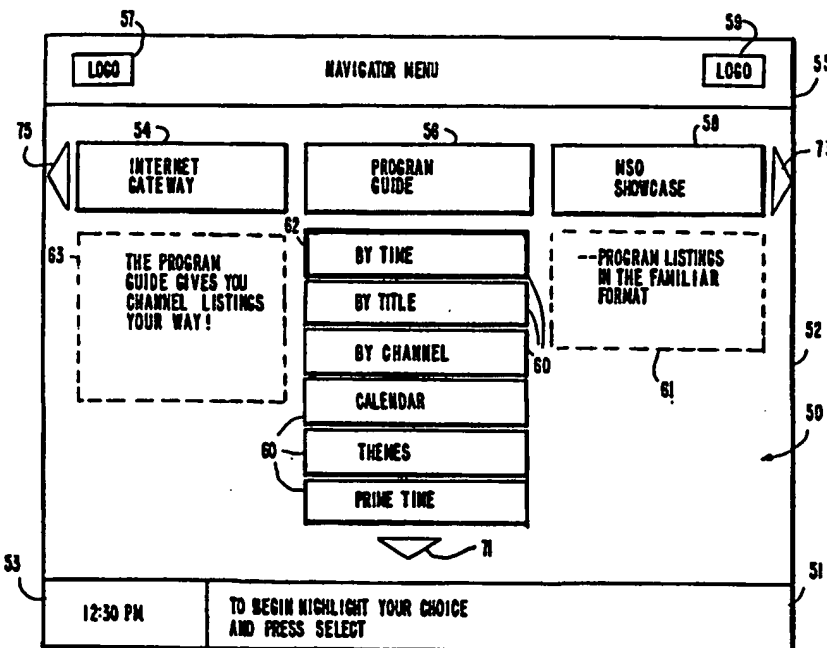 57
59
LOGO
NAVIGATOR MENU
LOGO
55
75
54
56
58
INTERNET
GATEWAY
PROGRAM
GUIDE
MSO
SHOWCASE
63
62
THE PROGRAM
GUIDE GIVES YOU
CHANNEL LISTINGS
YOUR WAY!
BY TIME
BY TITLE
BY CHANNEL
CALENDAR
THEMES
PRIME TIME
60
60
--PROGRAM LISTINGS
IN THE FAMILIAR
FORMAT
61
52
50
71
53
12:30 PM
TO BEGIN HIGHLIGHT YOUR CHOICE
AND PRESS SELECT
51